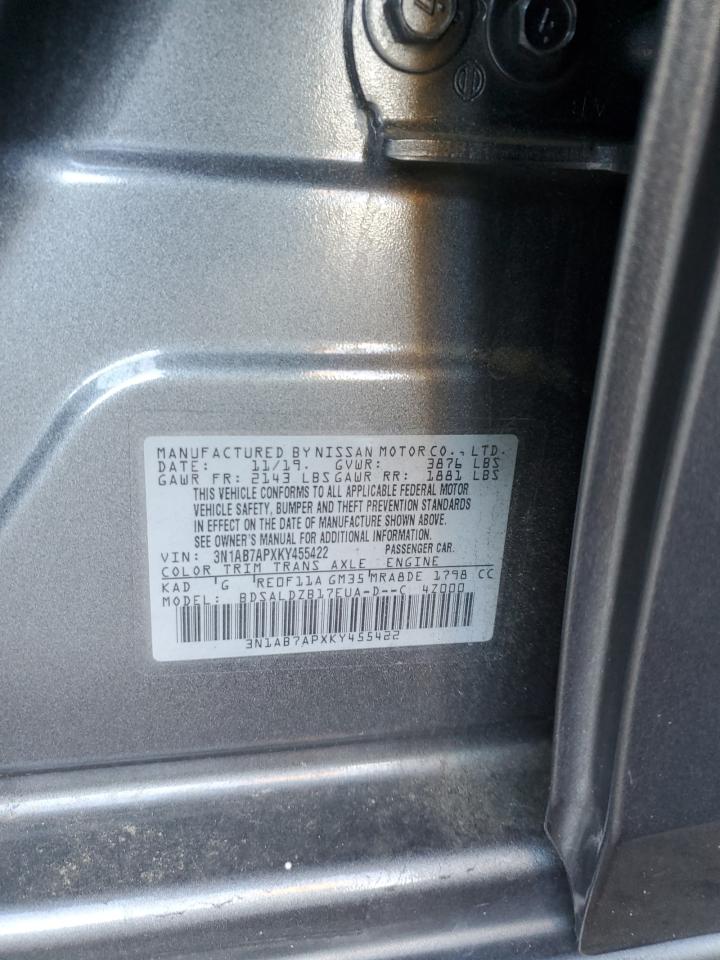 4
4
MANUFACTURED BY NISSAN MOTOR CO., LTD.
DATE: 11/19. GVWR: 3876 LBS
GAWR FR: 2143 LBS GAWR RR: 1881 LBS
THIS VEHICLE CONFORMS TO ALL APPLICABLE FEDERAL MOTOR
VEHICLE SAFETY, BUMPER AND THEFT PREVENTION STANDARDS
IN EFFECT ON THE DATE OF MANUFACTURE SHOWN ABOVE.
SEE OWNER'S MANUAL FOR ADDITIONAL INFORMATION.
VIN: 3N1AB7APXKY455422 PASSENGER CAR.
COLOR TRIM TRANS AXLE ENGINE
KAD 'G 'RE0F11A GM35'MRA8DE 1798 CC
MODEL: BDSALDZB17EUA-D--C 4Z000
3N1AB7APXKY455422